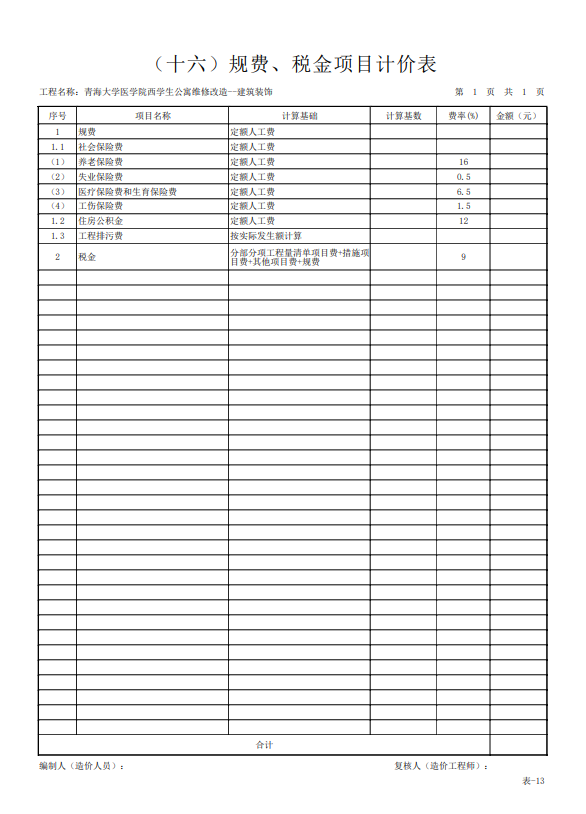 （十六）规费、税金项目计价表
工程名称：青海大学医学院西学生公寓维修改造--建筑装饰 第 1 页 共 1 页
序号 项目名称 计算基础 计算基数 费率(%) 金额（元）
1 规费 定额人工费
1.1 社会保险费 定额人工费
（1） 养老保险费 定额人工费 16
（2） 失业保险费 定额人工费 0.5
（3） 医疗保险费和生育保险费 定额人工费 6.5
（4） 工伤保险费 定额人工费 1.5
1.2 住房公积金 定额人工费 12
1.3 工程排污费 按实际发生额计算
2 税金 分部分项工程量清单项目费+措施项
目费+其他项目费+规费 9
合计
编制人（造价人员）： 复核人（造价工程师）：
表-13